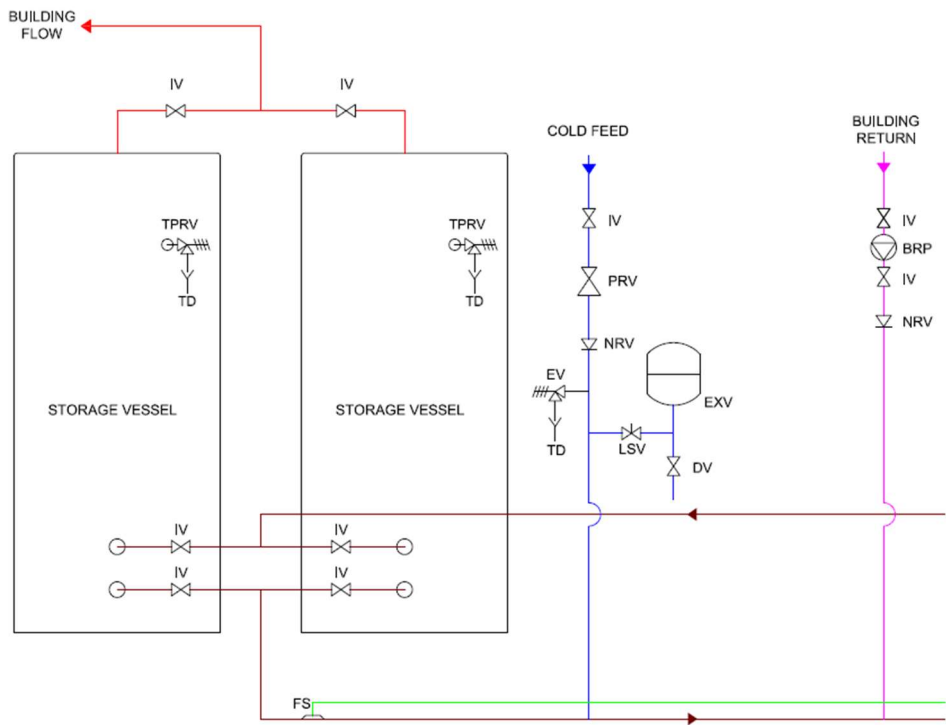 BUILDING
FLOW
IV
IV
COLD FEED
BUILDING
RETURN
TPRV
TD
TPRV
TD
IV
PRV
NRV
IV
BRP
IV
NRV
EV
TD
EXV
LSV
DV
STORAGE VESSEL
STORAGE VESSEL
IV
IV
IV
IV
FS